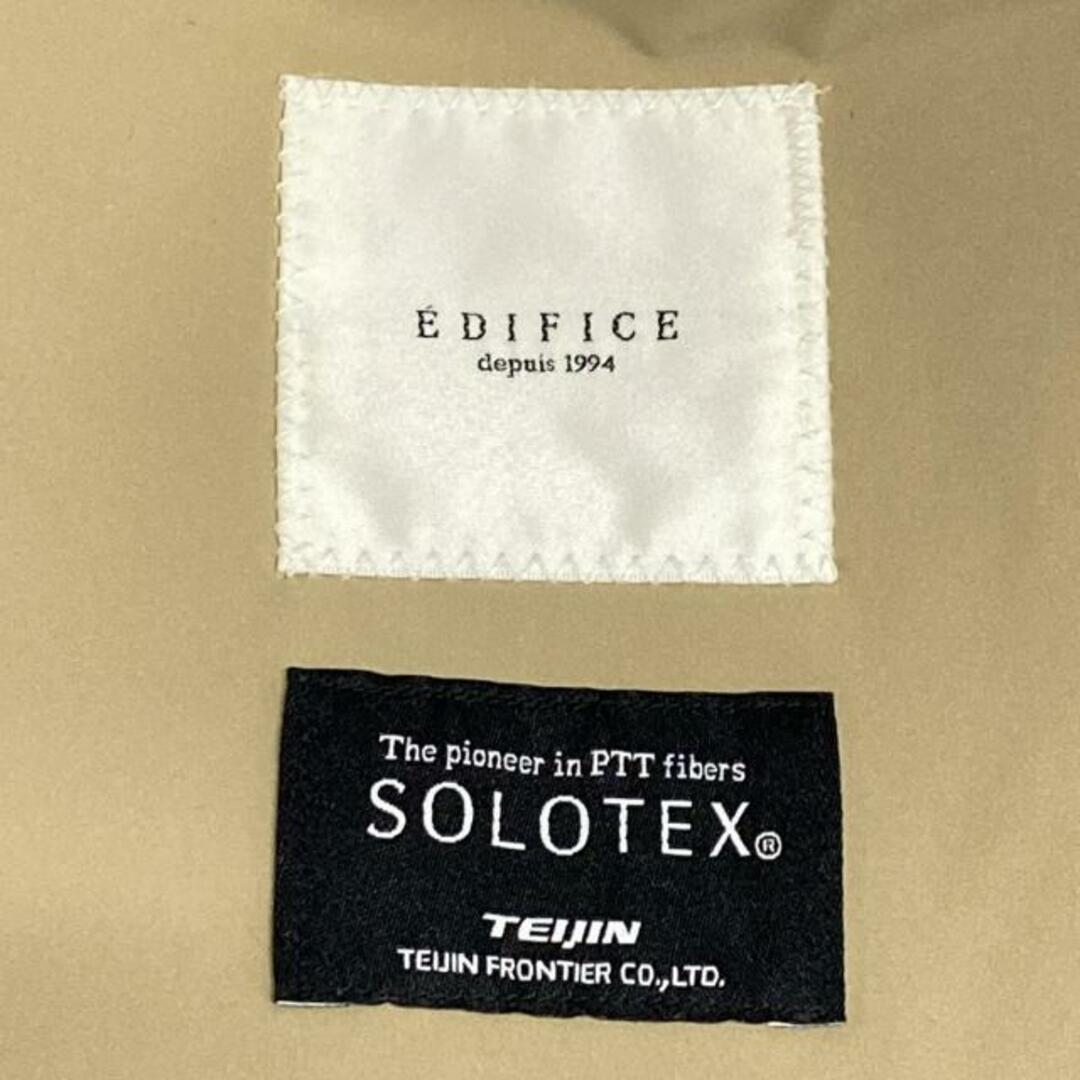 ÉDIFICE
depuis 1994
The pioneer in PTT fibers
SOLOTEX®
TEIJIN
TEIJIN FRONTIER CO.,LTD.